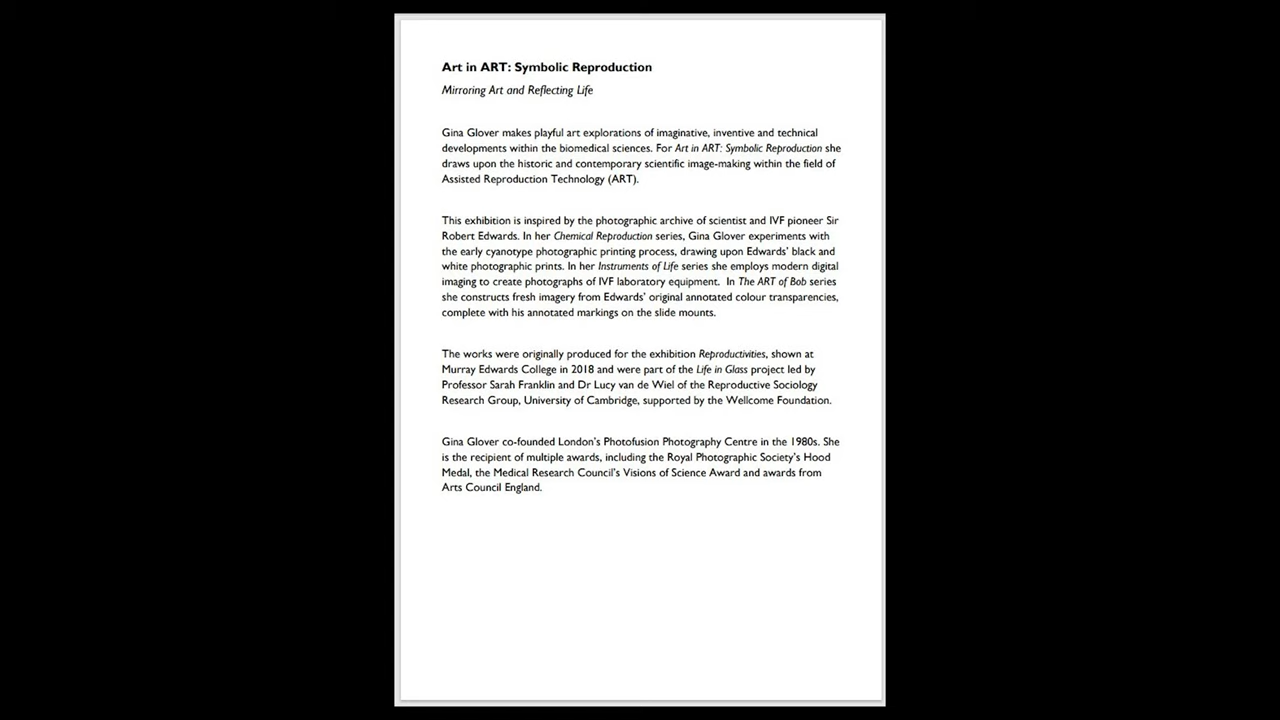 Art in ART: Symbolic Reproduction
Mirroring Art and Reflecting Life
Gina Glover makes playful art explorations of imaginative, inventive and technical
developments within the biomedical sciences. For Art in ART: Symbolic Reproduction she
draws upon the historic and contemporary scientific image-making within the field of
Assisted Reproduction Technology (ART).
This exhibition is inspired by the photographic archive of scientist and IVF pioneer Sir
Robert Edwards. In her Chemical Reproduction series, Gina Glover experiments with
the early cyanotype photographic printing process, drawing upon Edwards' black and
white photographic prints. In her Instruments of Life series she employs modern digital
imaging to create photographs of IVF laboratory equipment.  In The ART of Bob series
she constructs fresh imagery from Edwards' original annotated colour transparencies,
complete with his annotated markings on the slide mounts.
The works were originally produced for the exhibition Reproductivities, shown at
Murray Edwards College in 2018 and were part of the Life in Glass project led by
Professor Sarah Franklin and Dr Lucy van de Wiel of the Reproductive Sociology
Research Group, University of Cambridge, supported by the Wellcome Foundation.
Gina Glover co-founded London's Photofusion Photography Centre in the 1980s. She
is the recipient of multiple awards, including the Royal Photographic Society's Hood
Medal, the Medical Research Council's Visions of Science Award and awards from
Arts Council England.